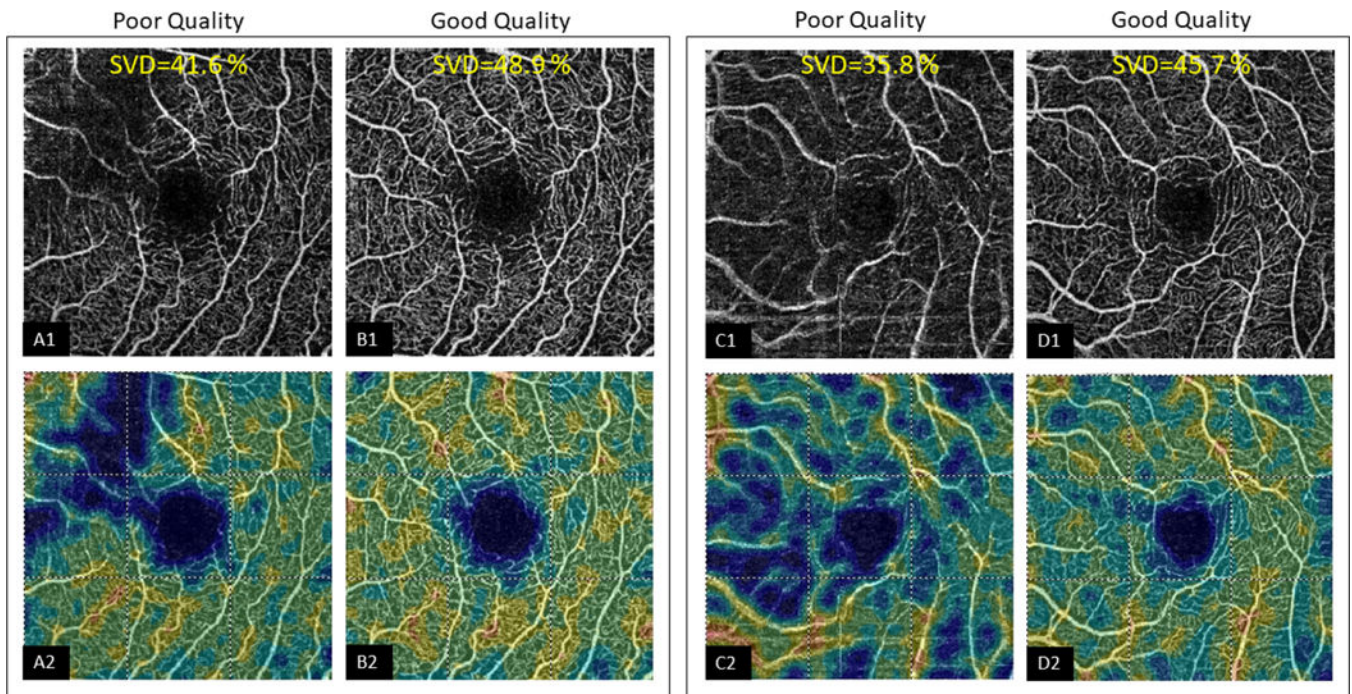 Poor Quality
Good Quality
Poor Quality
Good Quality
SVD=41.6%
SVD=48.9%
SVD=35.8%
SVD=45.7%
A1
B1
C1
D1
A2
B2
C2
D2